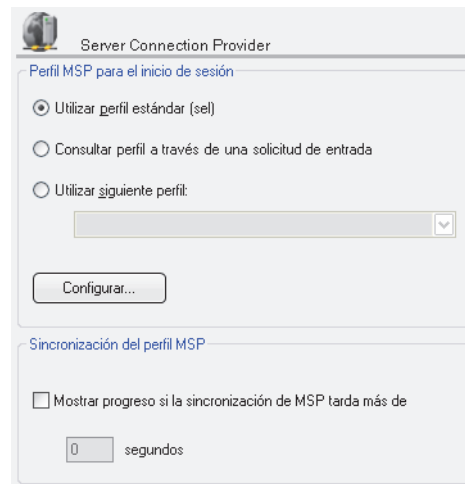 Server Connection Provider
Perfil MSP para el inicio de sesión
Utilizar perfil estándar (sel)
Consultar perfil a través de una solicitud de entrada
Utilizar siguiente perfil:
Configurar...
Sincronización del perfil MSP
Mostrar progreso si la sincronización de MSP tarda más de
0 segundos